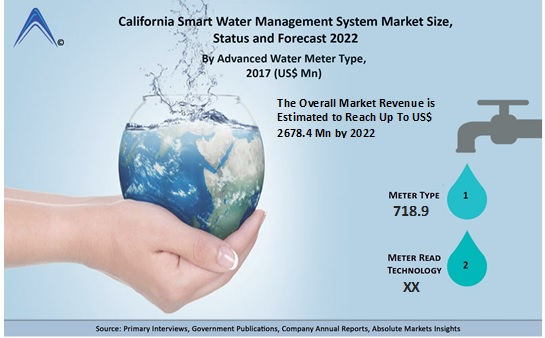 California Smart Water Management System Market Size,
Status and Forecast 2022
By Advanced Water Meter Type,
2017 (US$ Mn)
©
The Overall Market Revenue is
Estimated to Reach Up To US$
2678.4 Mn by 2022
METER TYPE
718.9
1
METER READ
TECHNOLOGY
XX
2
Source: Primary Interviews, Government Publications, Company Annual Reports, Absolute Markets Insights